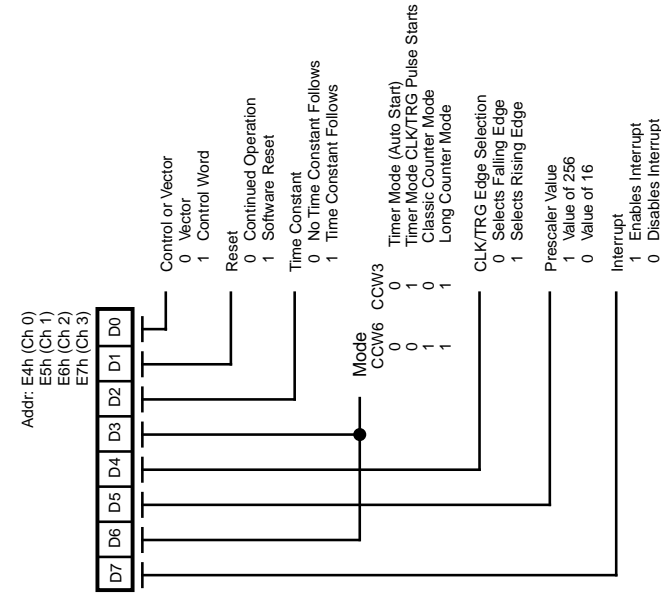 Addr: E4h (Ch 0)
E5h (Ch 1)
E6h (Ch 2)
E7h (Ch 3)
D7 D6 D5 D4 D3 D2 D1 D0
Control or Vector
0 Vector
1 Control Word
Reset
0 Continued Operation
1 Software Reset
Time Constant
0 No Time Constant Follows
1 Time Constant Follows
Mode
CCW6 CCW3
0 0 Timer Mode (Auto Start)
0 1 Timer Mode CLK/TRG Pulse Starts
1 0 Classic Counter Mode
1 1 Long Counter Mode
CLK/TRG Edge Selection
0 Selects Falling Edge
1 Selects Rising Edge
Prescaler Value
1 Value of 256
0 Value of 16
Interrupt
1 Enables Interrupt
0 Disables Interrupt